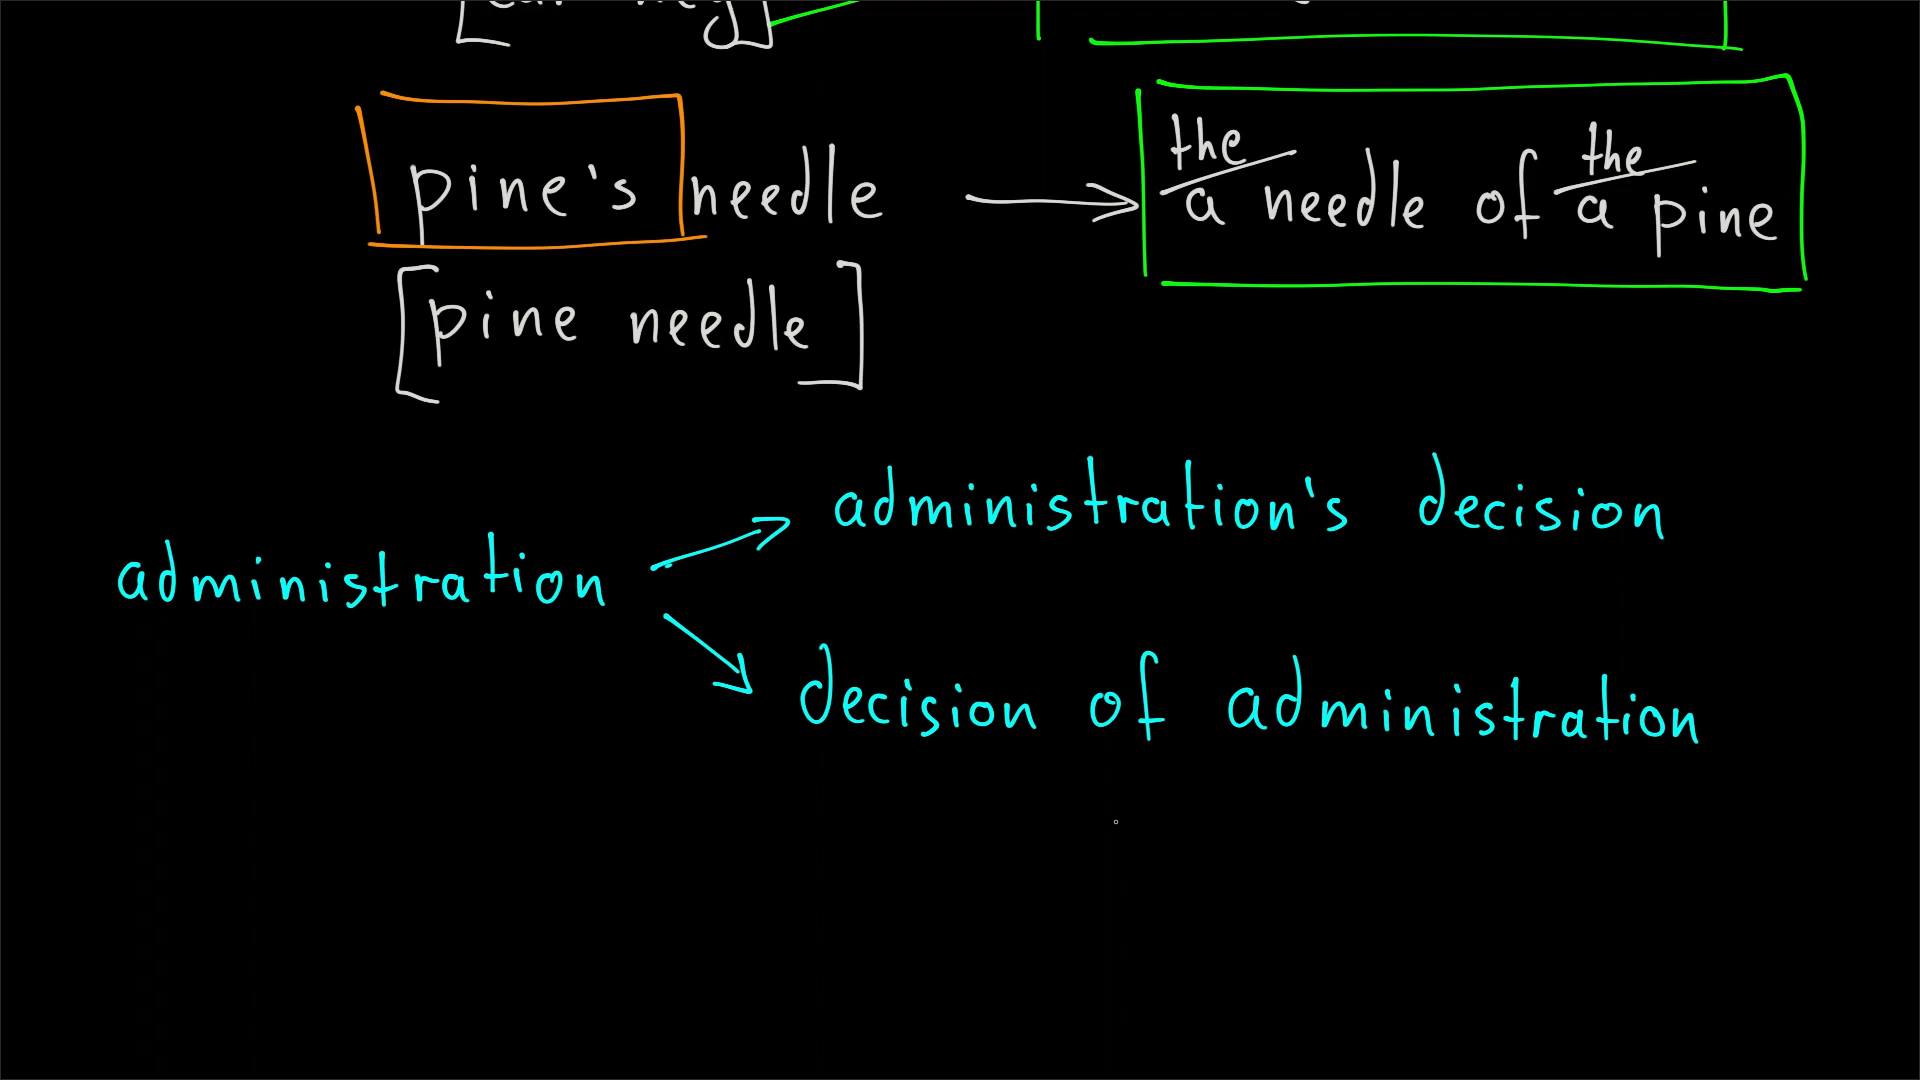 pine's needle
the the
a needle of a pine
[pine needle]
administration's decision
administration
decision of administration